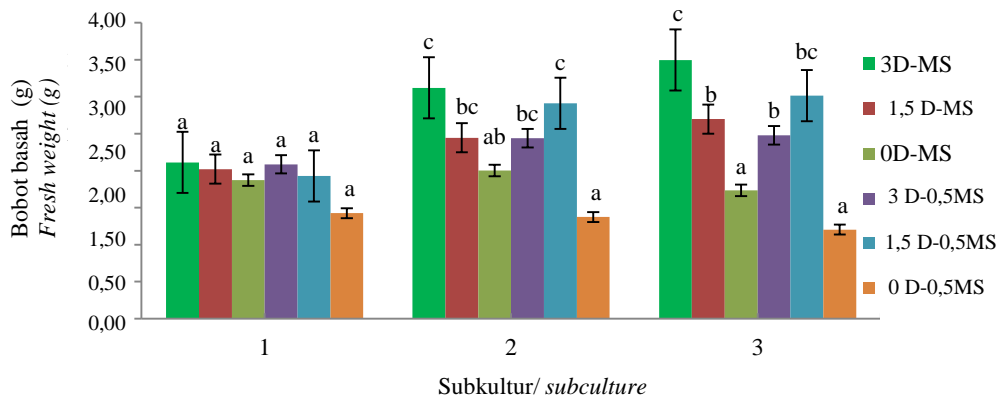 4,00
3,50
3,00
2,50
2,00
1,50
0,50
0,00
Bobot basah (g)
Fresh weight (g)
a a a a a a
c bc ab bc c a
c b a b bc a
1 2 3
Subkultur/ subculture
3D-MS
1,5 D-MS
0D-MS
3 D-0,5MS
1,5 D-0,5MS
0 D-0,5MS